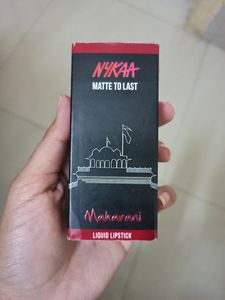 NYKAA
MATTE TO LAST
Maharani
LIQUID LIPSTICK